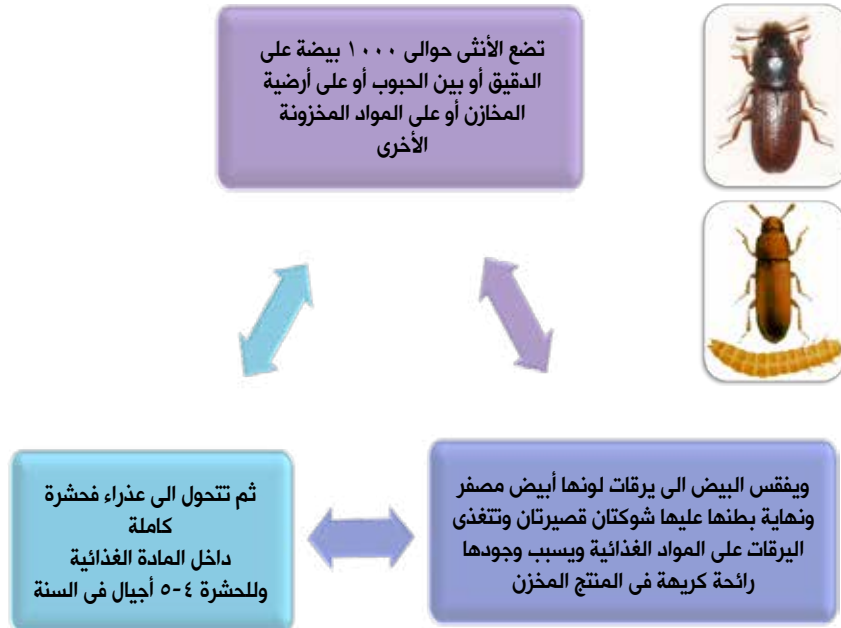 تضع الأنثى حوالى ١٠٠٠ بيضة على
الدقيق أو بين الحبوب أو على أرضية
المخازن أو على المواد المخزونة
الأخرى
ويفقس البيض الى يرقات لونها أبيض مصفر
ونهاية بطنها عليها شوكتان قصيرتان وتتغذى
اليرقات على المواد الغذائية ويسبب وجودها
رائحة كريهة فى المنتج المخزن
ثم تتحول الى عذراء فحشرة
كاملة
داخل المادة الغذائية
وللحشرة ٤-٥ أجيال فى السنة